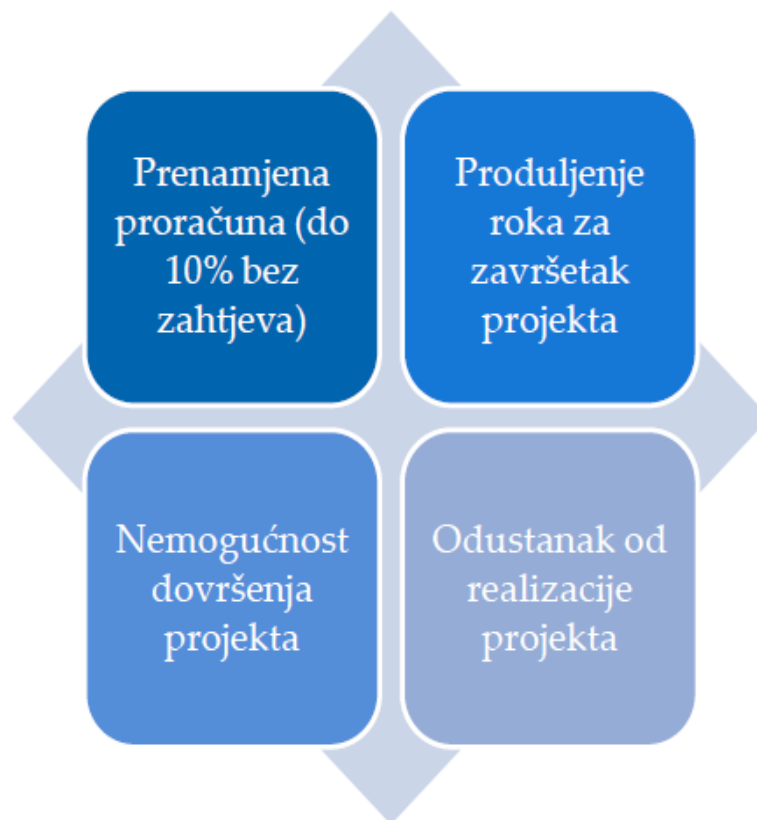 Prenamjena
proračuna (do
10% bez
zahtjeva)
Produljenje
roka za
završetak
projekta
Nemogućnost
dovršenja
projekta
Odustanak od
realizacije
projekta